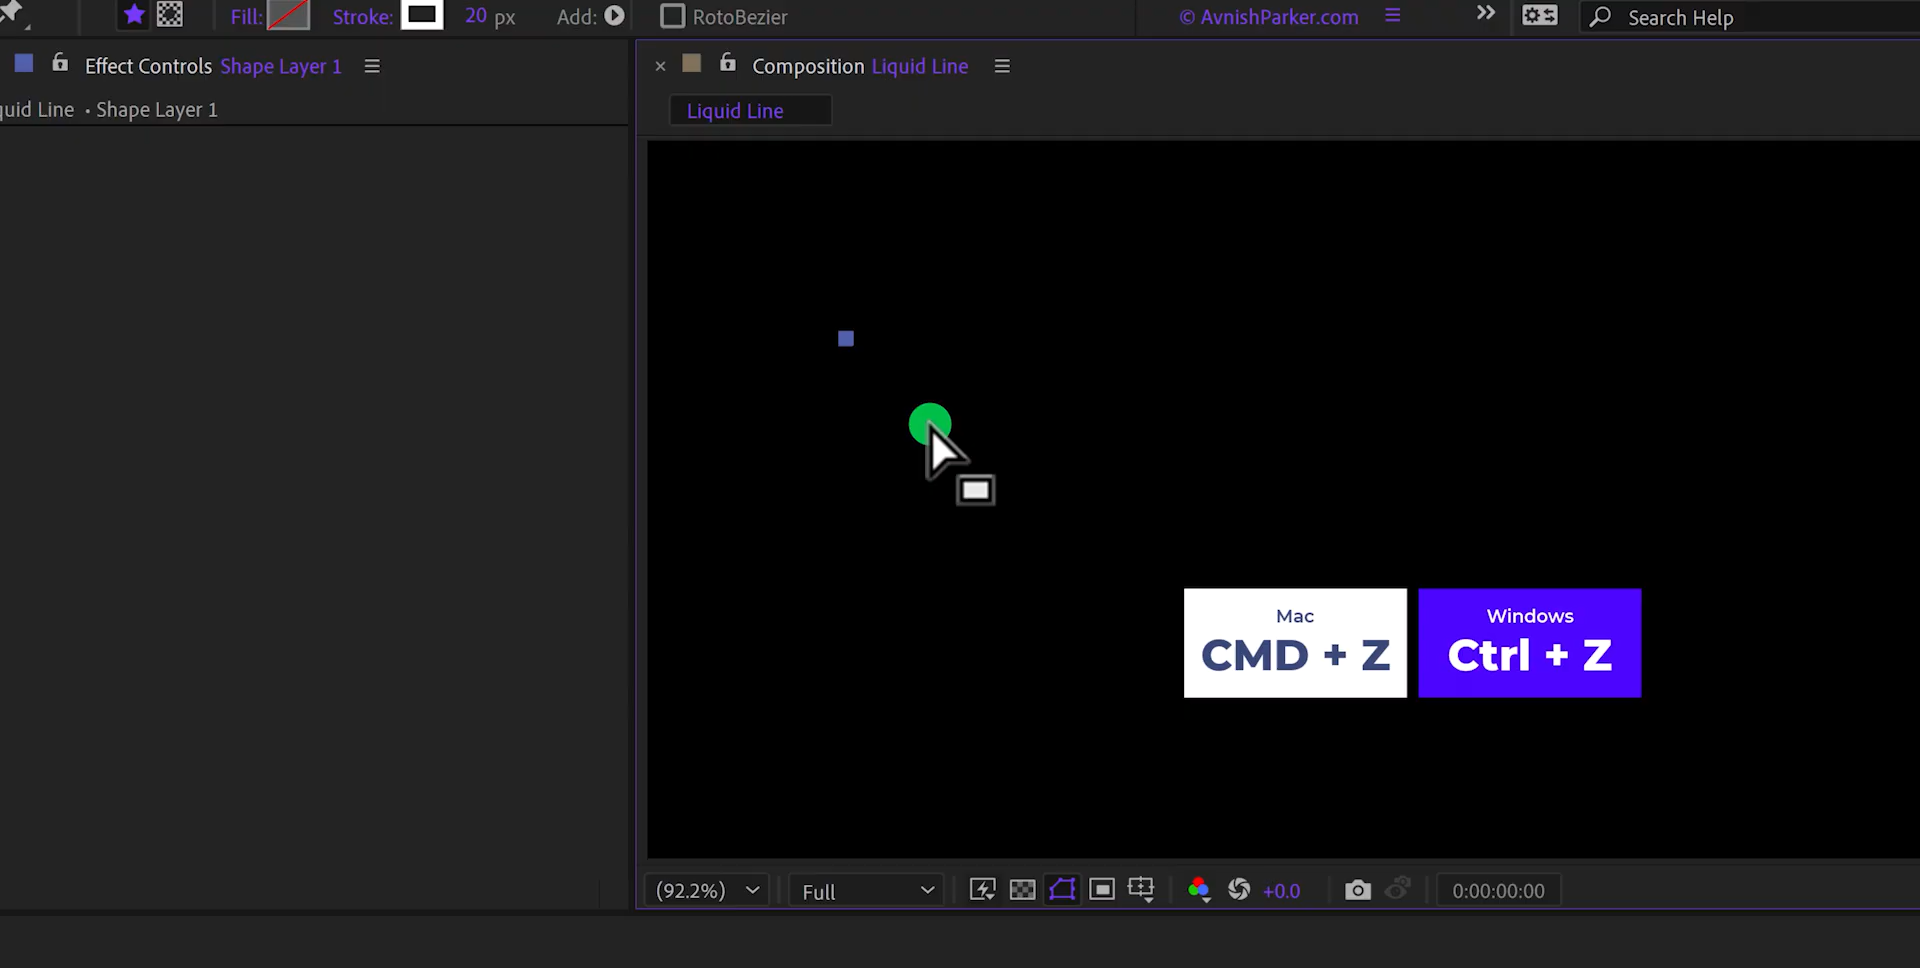 Fill:
Stroke:
20 px
Add:
RotoBezier
© AvnishParker.com
Search Help
Effect Controls Shape Layer 1
quid Line • Shape Layer 1
Composition Liquid Line
Liquid Line
Mac
CMD + Z
Windows
Ctrl + Z
(92.2%)
Full
+0.0
0:00:00:00